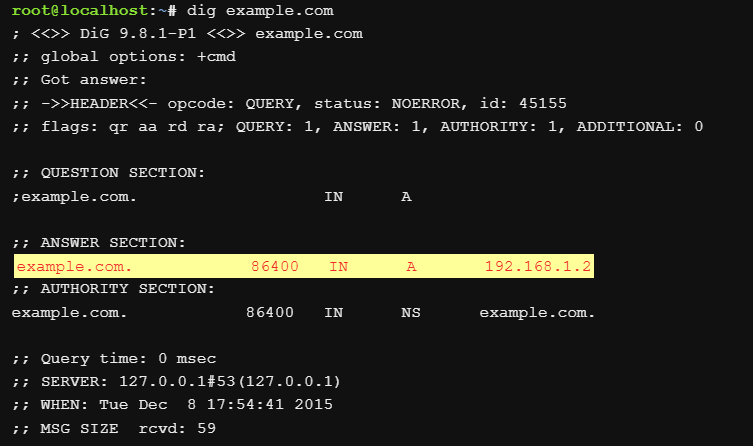 root@localhost:~# dig example.com
; <<>> DiG 9.8.1-P1 <<>> example.com
;; global options: +cmd
;; Got answer:
;; ->>HEADER<<- opcode: QUERY, status: NOERROR, id: 45155
;; flags: qr aa rd ra; QUERY: 1, ANSWER: 1, AUTHORITY: 1, ADDITIONAL: 0
;; QUESTION SECTION:
;example.com. IN A
;; ANSWER SECTION:
example.com. 86400 IN A 192.168.1.2
;; AUTHORITY SECTION:
example.com. 86400 IN NS example.com.
;; Query time: 0 msec
;; SERVER: 127.0.0.1#53(127.0.0.1)
;; WHEN: Tue Dec 8 17:54:41 2015
;; MSG SIZE rcvd: 59